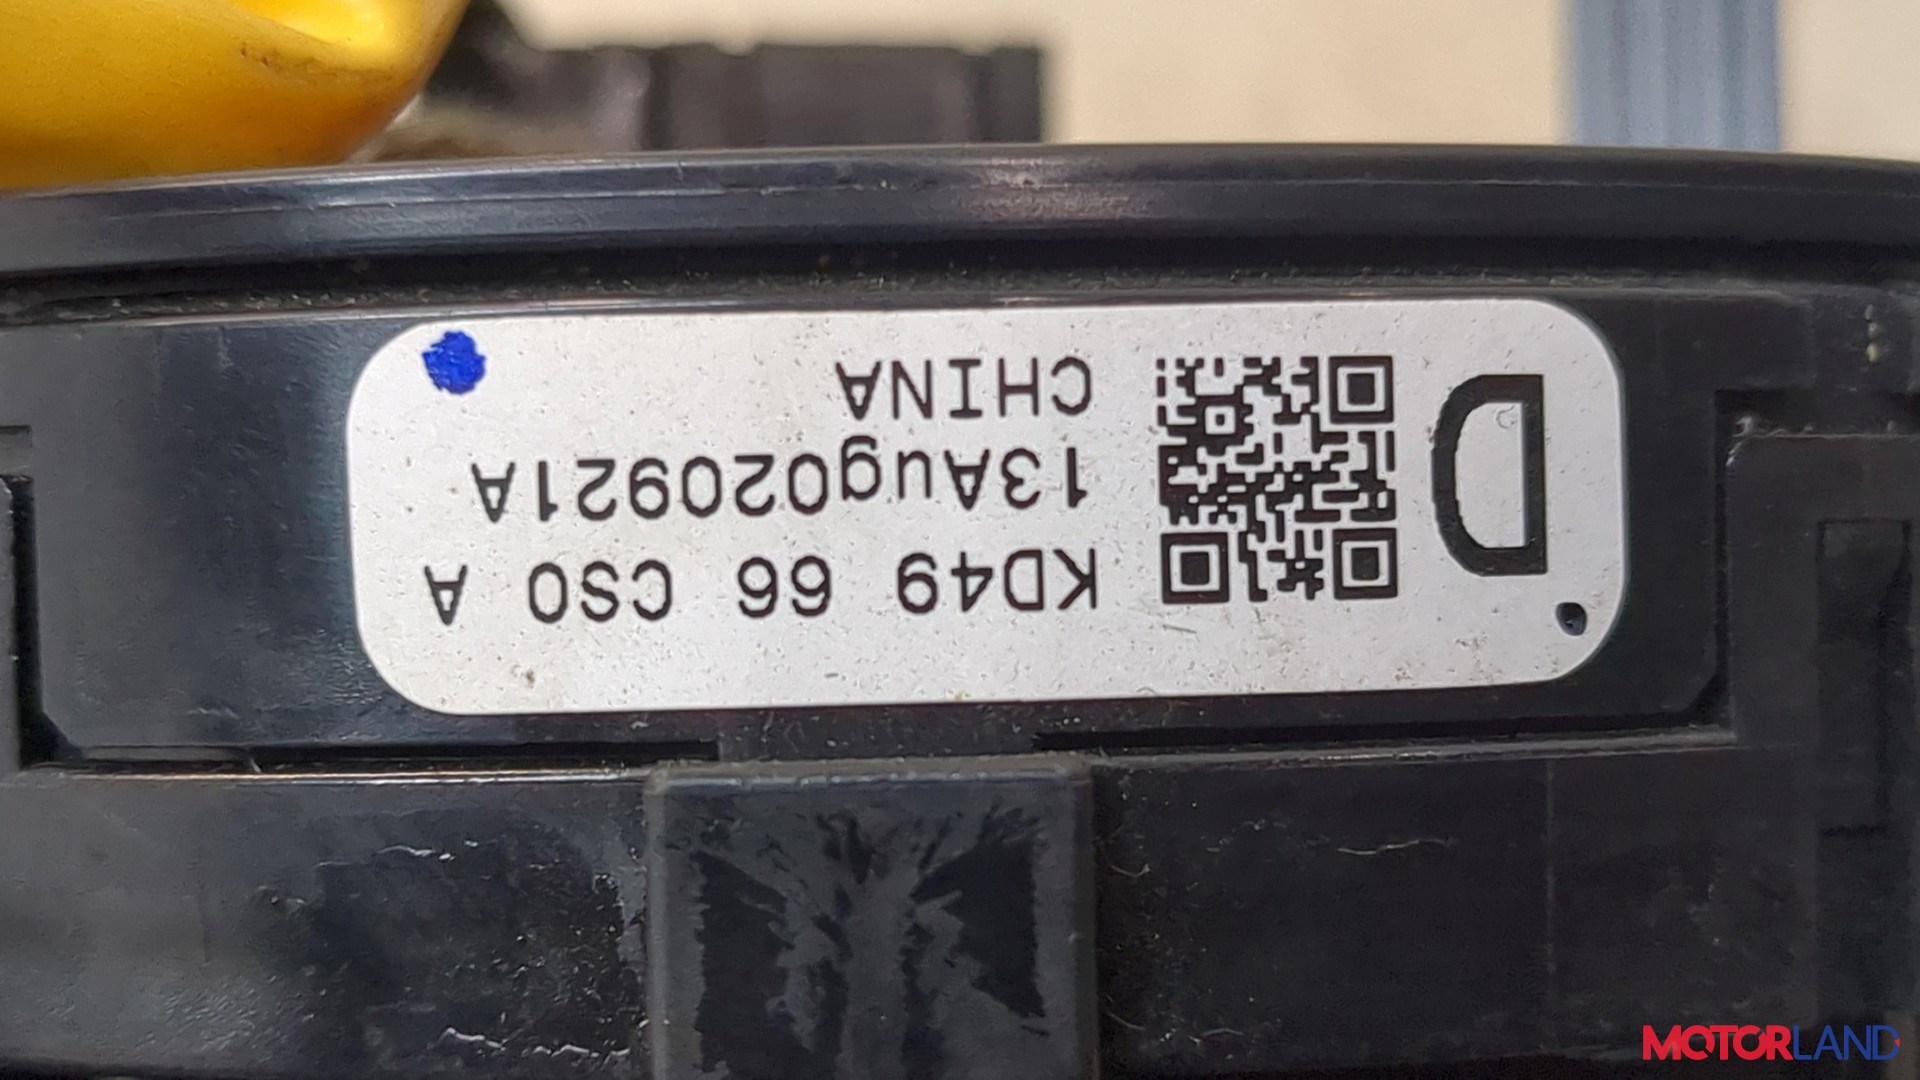 D
KD49 66 CS0 A
13Aug020921A
CHINA
MOTORLAND